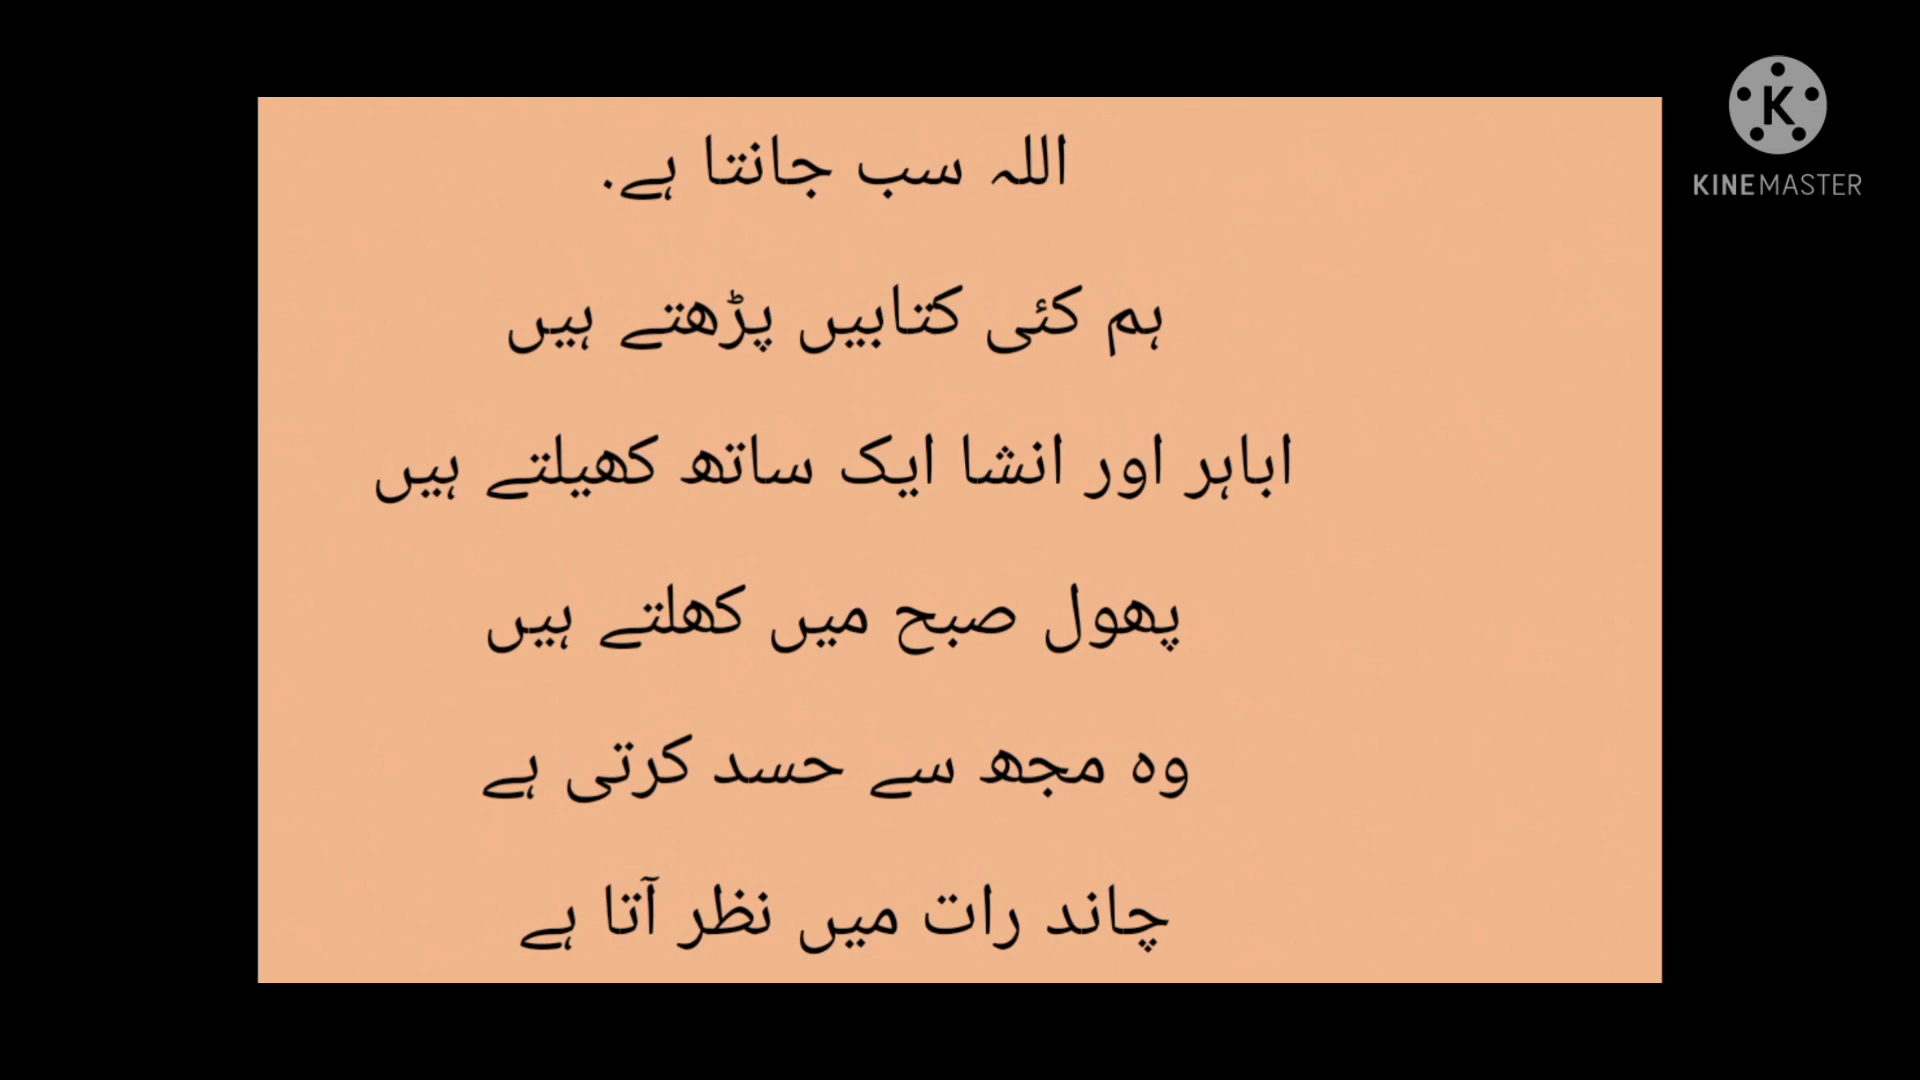 اللہ سب جانتا ہے.
ہم کئی کتابیں پڑھتے ہیں
اباہر اور انشا ایک ساتھ کھیلتے ہیں
پھول صبح میں کھلتے ہیں
وہ مجھ سے حسد کرتی ہے
چاند رات میں نظر آتا ہے
K
KINEMASTER